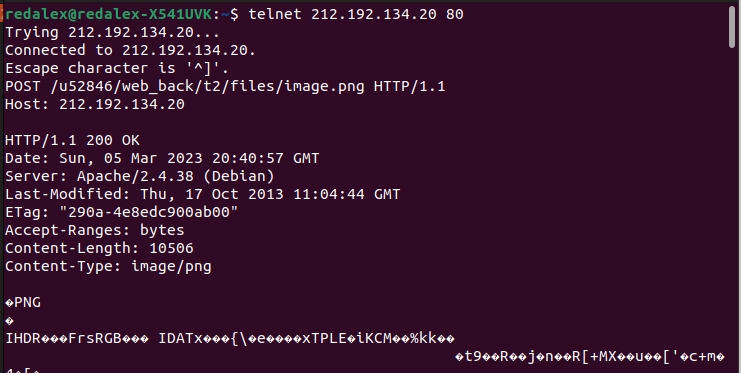 redalex@redalex-X541UVK:~$ telnet 212.192.134.20 80
Trying 212.192.134.20...
Connected to 212.192.134.20.
Escape character is '^]'.
POST /u52846/web_back/t2/files/image.png HTTP/1.1
Host: 212.192.134.20
HTTP/1.1 200 OK
Date: Sun, 05 Mar 2023 20:40:57 GMT
Server: Apache/2.4.38 (Debian)
Last-Modified: Thu, 17 Oct 2013 11:04:44 GMT
ETag: "290a-4e8edc900ab00"
Accept-Ranges: bytes
Content-Length: 10506
Content-Type: image/png
�PNG
�
IHDR���FrsRGB��� IDATx���{\�e����xTPLE�iKCM��%kk��
�t9��R��j�n��R[+MX��u��['�c+m�